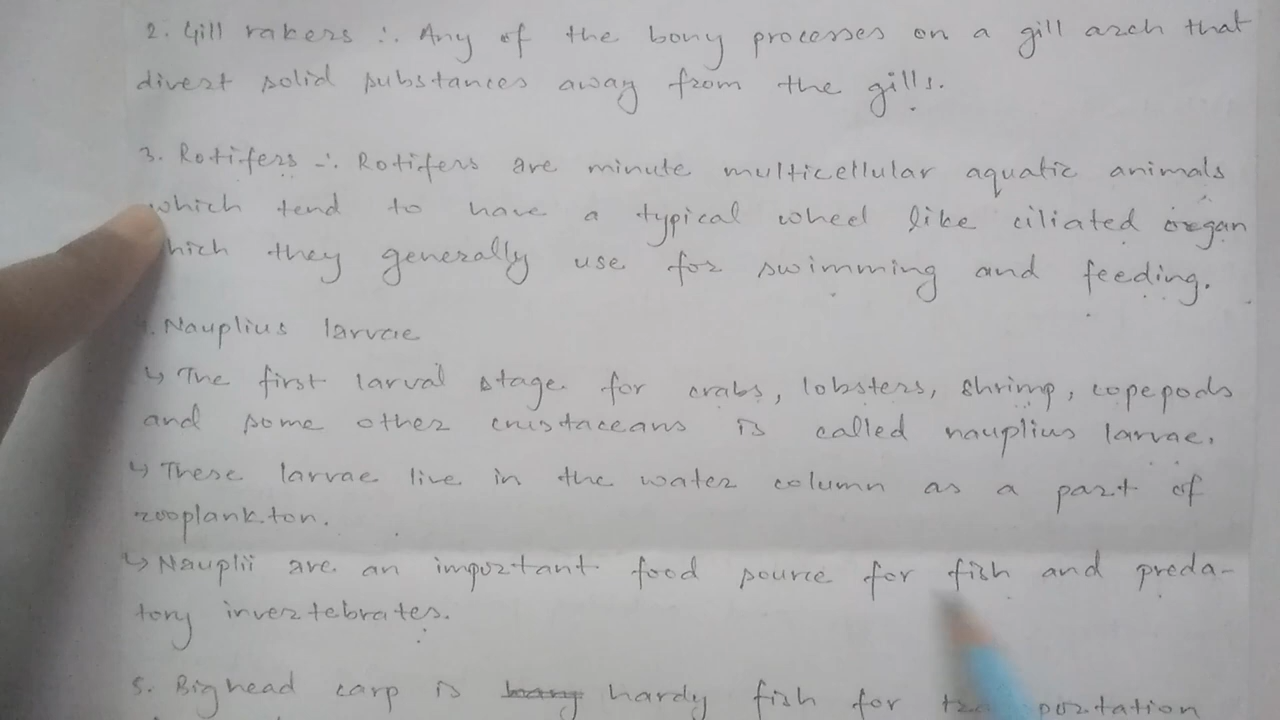 2. Gill rakers :. Any of the bony processes on a gill arch that
divert solid substances away from the gills.
3. Rotifers -:. Rotifers are minute multicellular aquatic animals
which tend to have a typical wheel like ciliated organ
which they generally use for swimming and feeding.
4. Nauplius larvae
↳ The first larval stage for crabs, lobsters, shrimp, copepods
and some other crustaceans is called nauplius larvae.
↳ These larvae live in the water column as a part of
zooplankton.
↳ Nauplii are an important food source for fish and preda-
tory invertebrates.
5. Bighead carp is hardy fish for